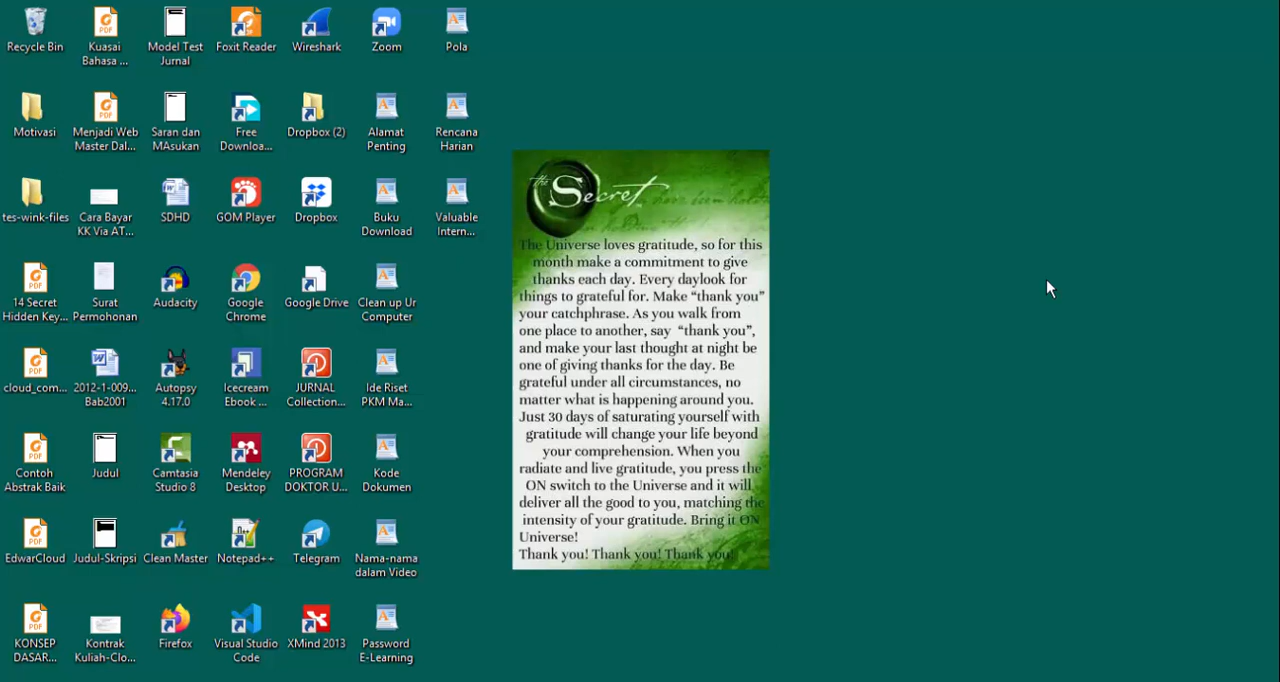 Recycle Bin
Kuasai
Bahasa ...
Model Test
Jurnal
Foxit Reader
Wireshark
Zoom
Pola
Motivasi
Menjadi Web
Master Dal...
Saran dan
MAsukan
Free
Downloa...
Dropbox (2)
Alamat
Penting
Rencana
Harian
tes-wink-files
Cara Bayar
KK Via AT...
SDHD
GOM Player
Dropbox
Buku
Download
Valuable
Intern...
14 Secret
Hidden Key...
Surat
Permohonan
Audacity
Google
Chrome
Google Drive
Clean up Ur
Computer
cloud_com...
2012-1-009...
Bab2001
Autopsy
4.17.0
Icecream
Ebook ...
JURNAL
Collection...
Ide Riset
PKM Ma...
Contoh
Abstrak Baik
Judul
Camtasia
Studio 8
Mendeley
Desktop
PROGRAM
DOKTOR U...
Kode
Dokumen
EdwarCloud
Judul-Skripsi
Clean Master
Notepad++
Telegram
Nama-nama
dalam Video
KONSEP
DASAR...
Kontrak
Kuliah-Clo...
Firefox
Visual Studio
Code
XMind 2013
Password
E-Learning
the Secret
The Universe loves gratitude, so for this
month make a commitment to give
thanks each day. Every daylook for
things to grateful for. Make “thank you”
your catchphrase. As you walk from
one place to another, say “thank you”,
and make your last thought at night be
one of giving thanks for the day. Be
grateful under all circumstances, no
matter what is happening around you.
Just 30 days of saturating yourself with
gratitude will change your life beyond
your comprehension. When you
radiate and live gratitude, you press the
ON switch to the Universe and it will
deliver all the good to you, matching the
intensity of your gratitude. Bring it ON
Universe!
Thank you! Thank you! Thank you!